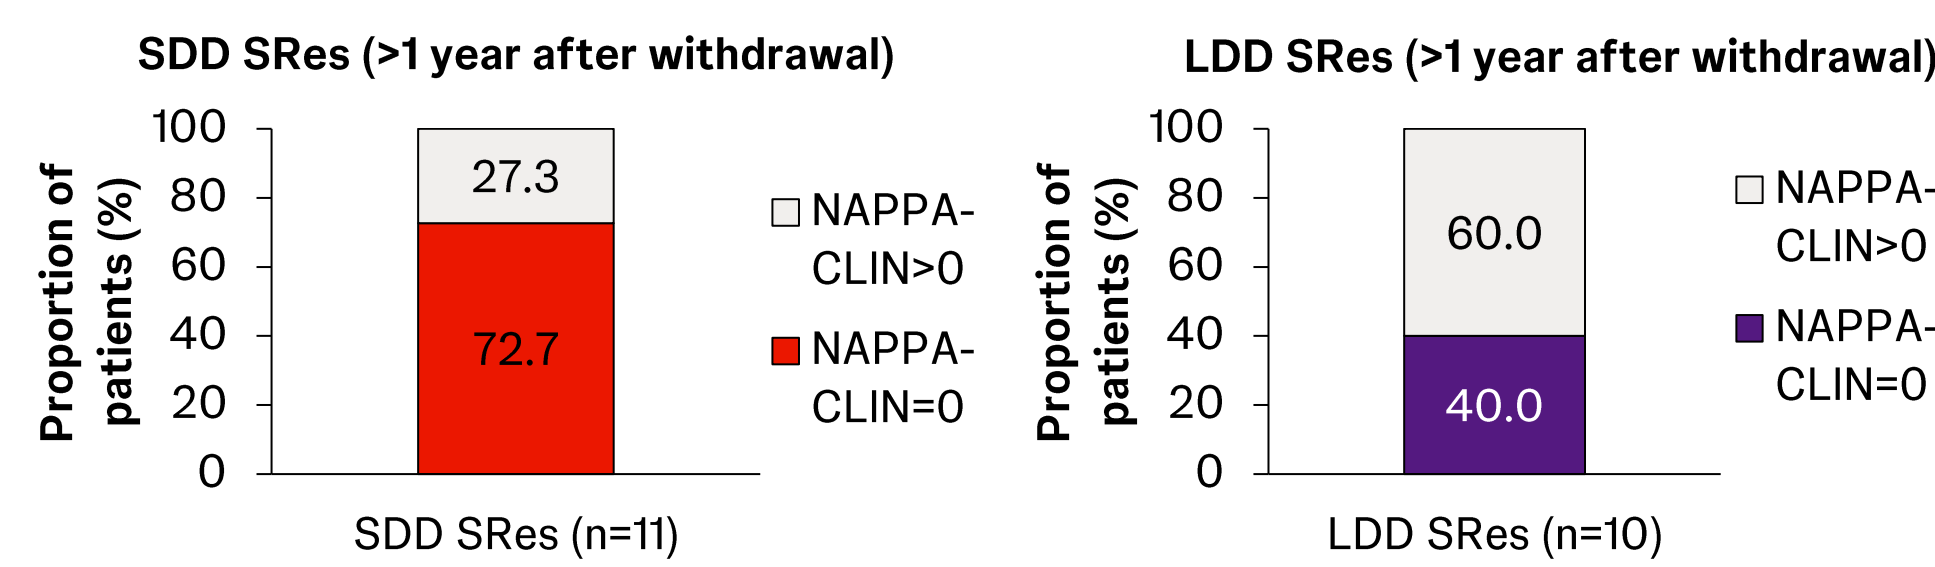 SDD SRes (>1 year after withdrawal)
Proportion of
patients (%)
100
80
60
40
20
0
27.3
72.7
NAPPA-
CLIN>0
NAPPA-
CLIN=0
SDD SRes (n=11)
LDD SRes (>1 year after withdrawal)
Proportion of
patients (%)
100
80
60
40
20
0
60.0
40.0
NAPPA-
CLIN>0
NAPPA-
CLIN=0
LDD SRes (n=10)